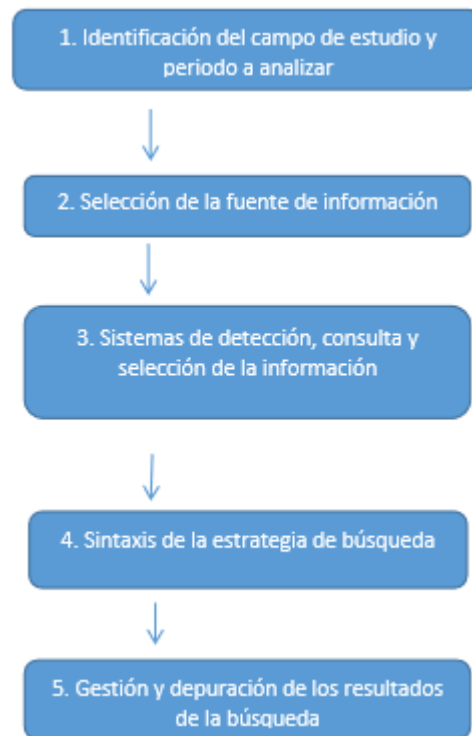 1. Identificación del campo de estudio y
periodo a analizar
2. Selección de la fuente de información
3. Sistemas de detección, consulta y
selección de la información
4. Sintaxis de la estrategia de búsqueda
5. Gestión y depuración de los resultados
de la búsqueda